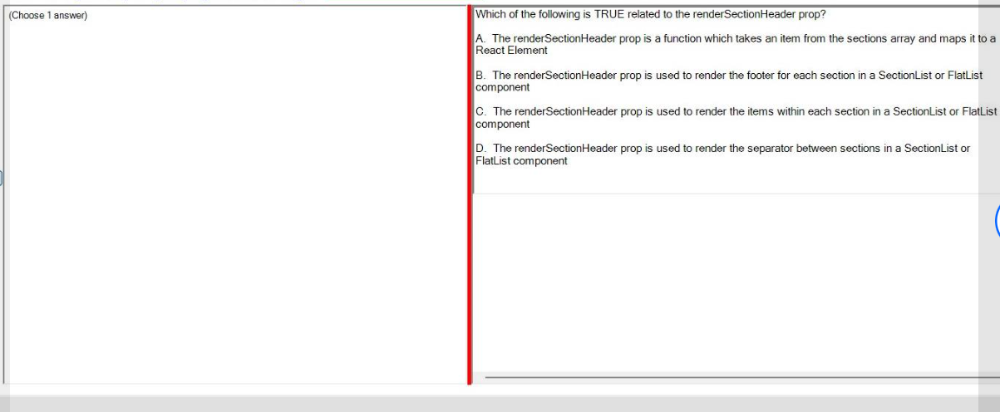 (Choose 1 answer)
Which of the following is TRUE related to the renderSectionHeader prop?
A. The renderSectionHeader prop is a function which takes an item from the sections array and maps it to a
React Element
B. The renderSectionHeader prop is used to render the footer for each section in a SectionList or FlatList
component
C. The renderSectionHeader prop is used to render the items within each section in a SectionList or FlatList
component
D. The renderSectionHeader prop is used to render the separator between sections in a SectionList or
FlatList component